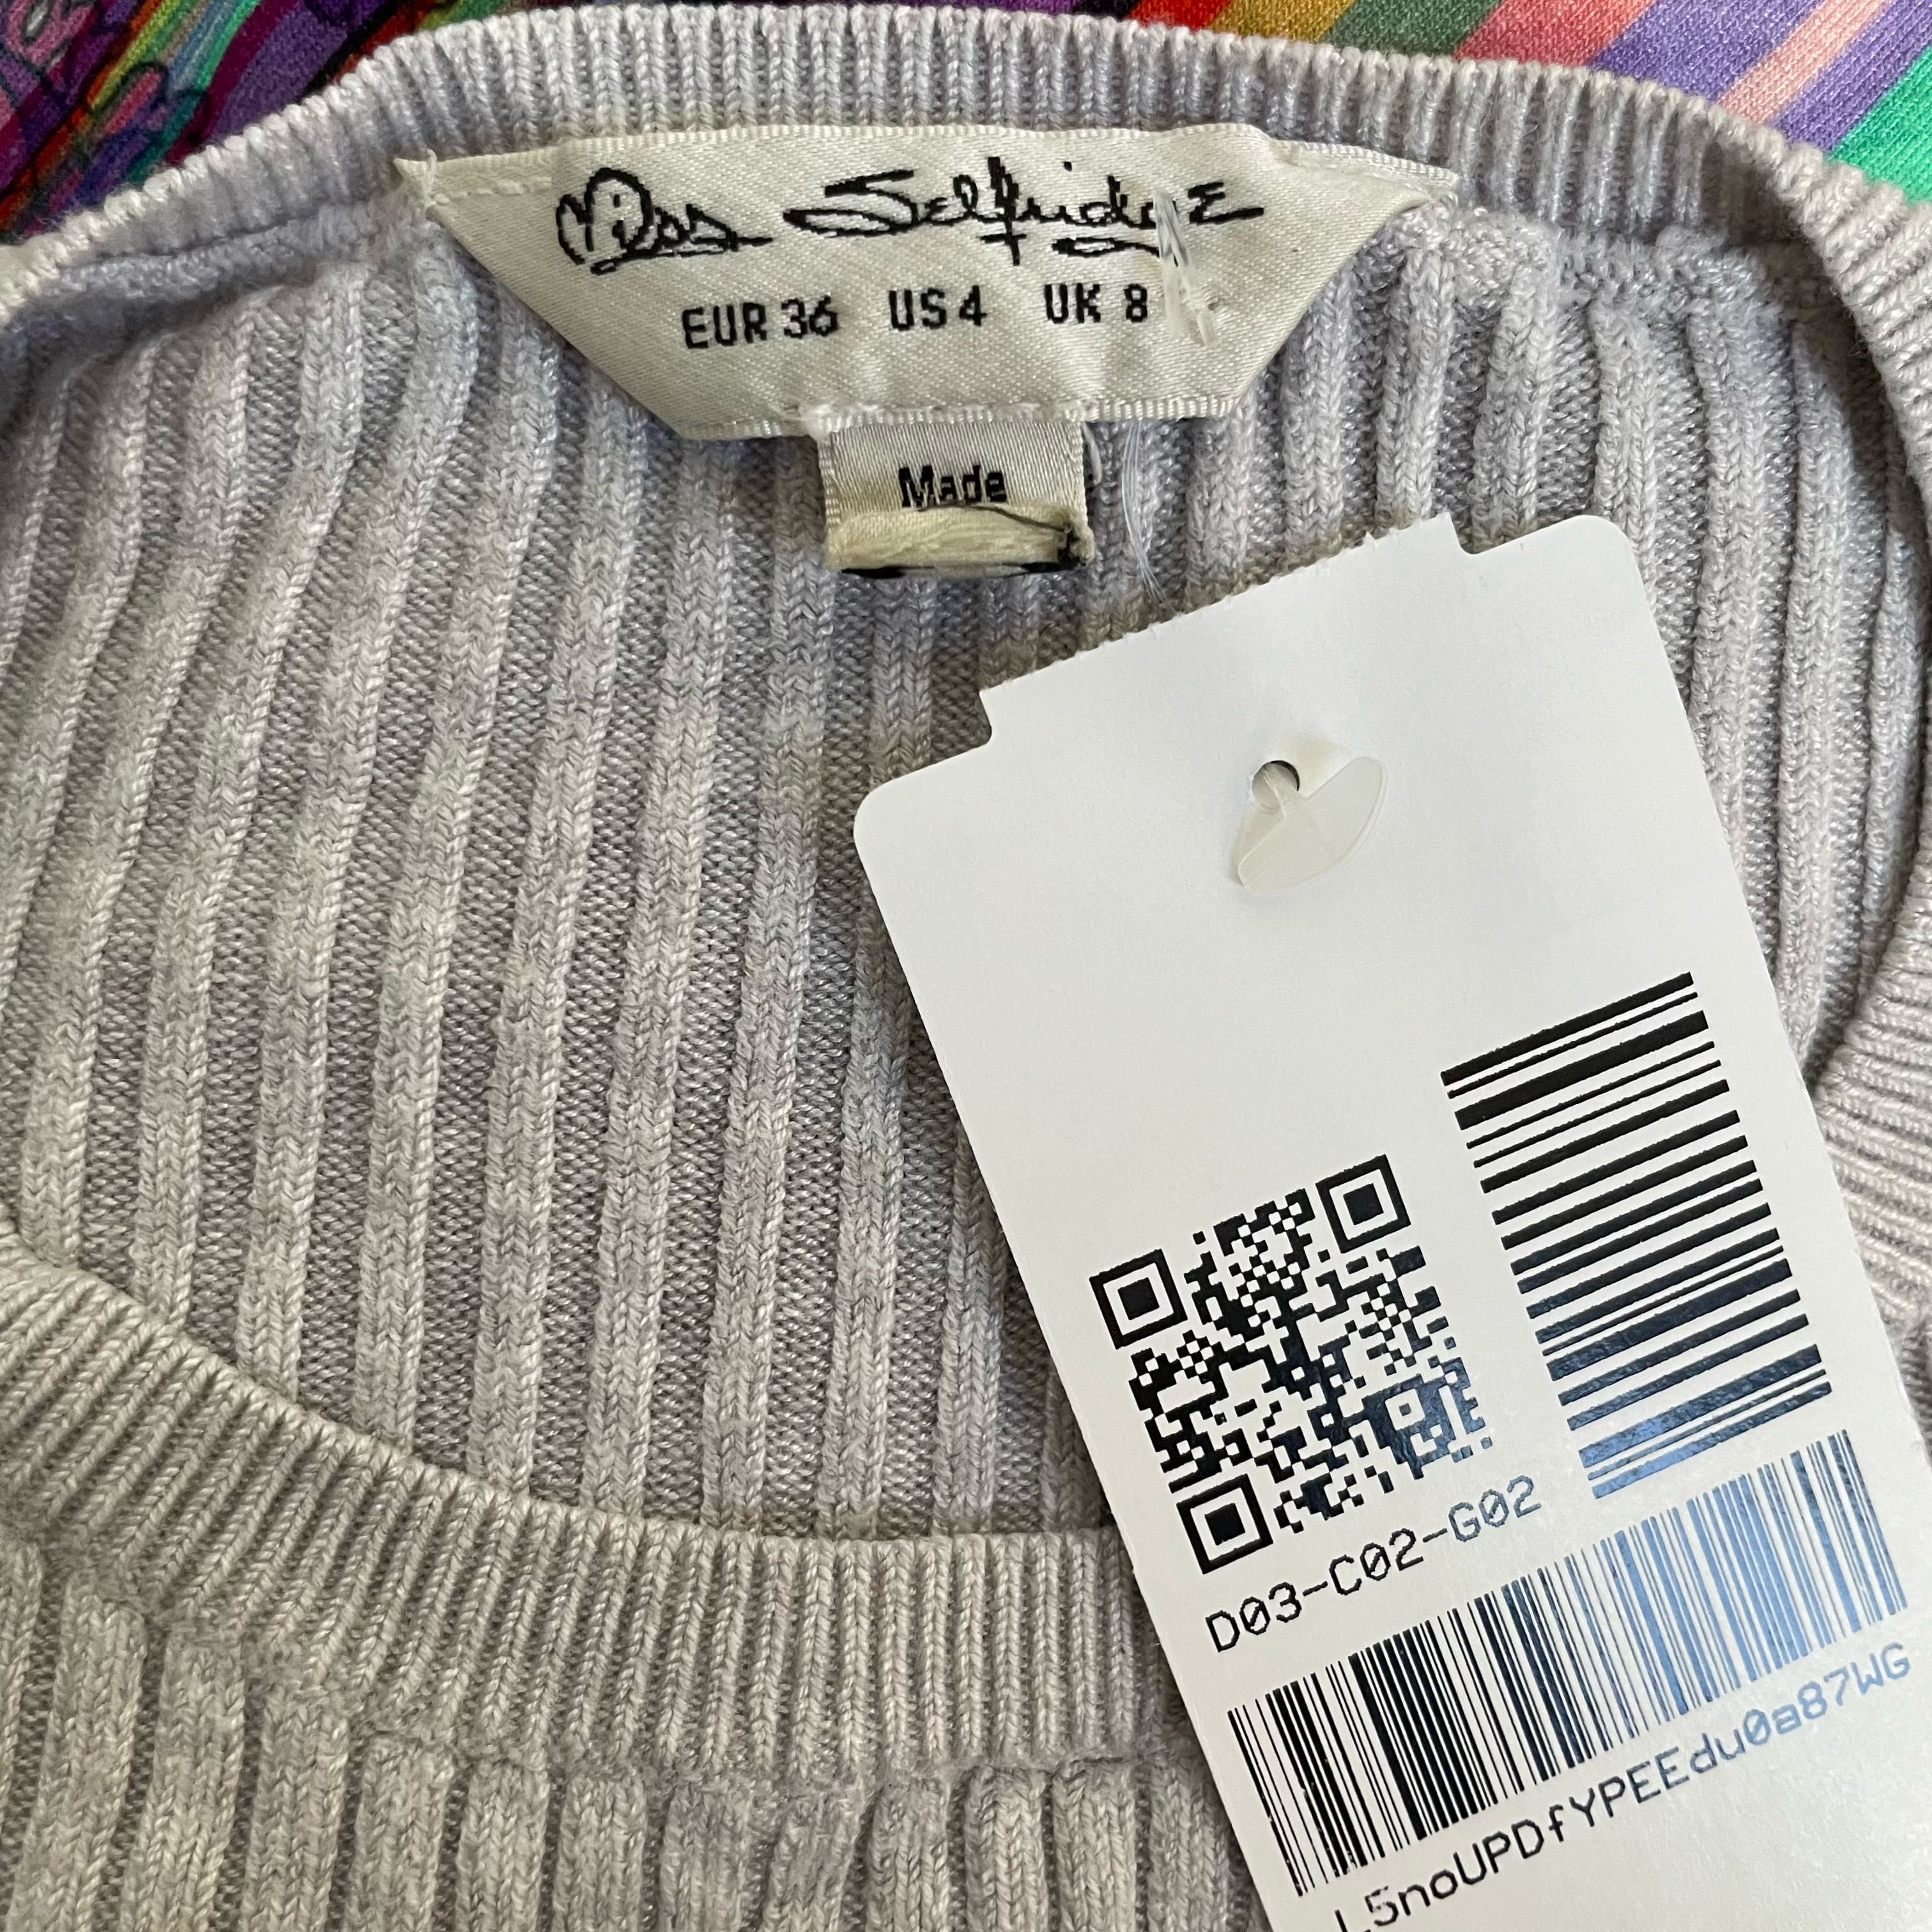 Miss Selfridge
EUR 36 US 4 UK 8
Made
D03-C02-G02
L5noUPDfYPEEdu0a87WG